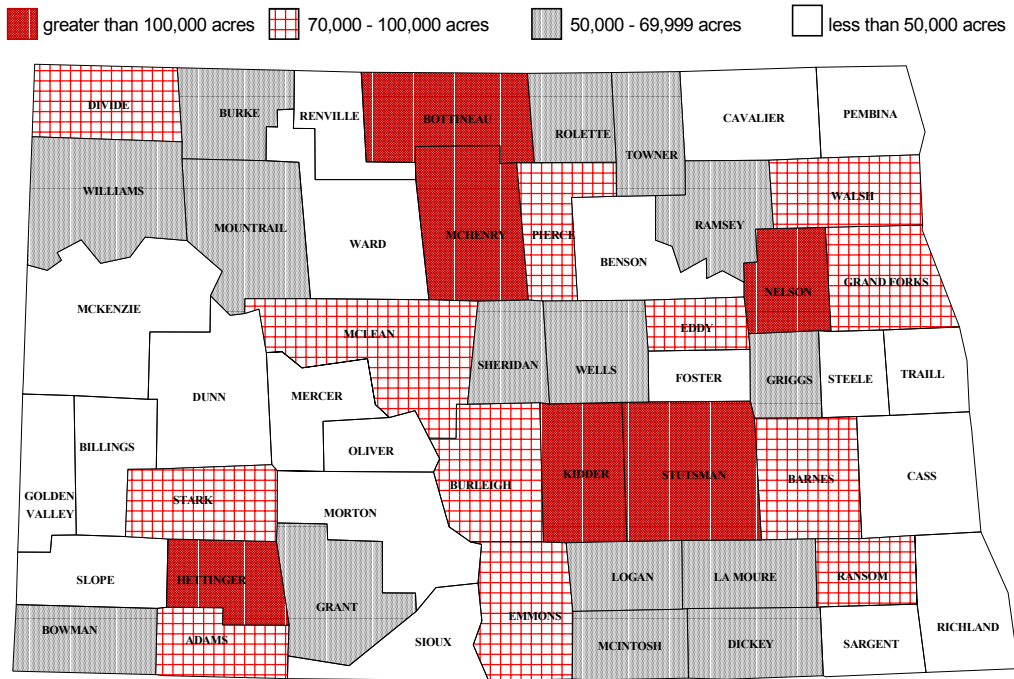 greater than 100,000 acres 70,000 - 100,000 acres 50,000 - 69,999 acres less than 50,000 acres
DIVIDE
BURKE
RENVILLE
BOTTINEAU
ROLETTE
TOWNER
CAVALIER
PEMBINA
WILLIAMS
MOUNTRAIL
WARD
MCHENRY
PIERCE
BENSON
RAMSEY
WALSH
MCKENZIE
MCLEAN
SHERIDAN
WELLS
EDDY
NELSON
GRAND FORKS
DUNN
MERCER
OLIVER
FOSTER
GRIGGS
STEELE
TRAILL
GOLDEN
VALLEY
BILLINGS
STARK
MORTON
BURLEIGH
KIDDER
STUTSMAN
BARNES
CASS
SLOPE
HETTINGER
GRANT
EMMONS
LOGAN
LA MOURE
RANSOM
BOWMAN
ADAMS
SIOUX
MCINTOSH
DICKEY
SARGENT
RICHLAND